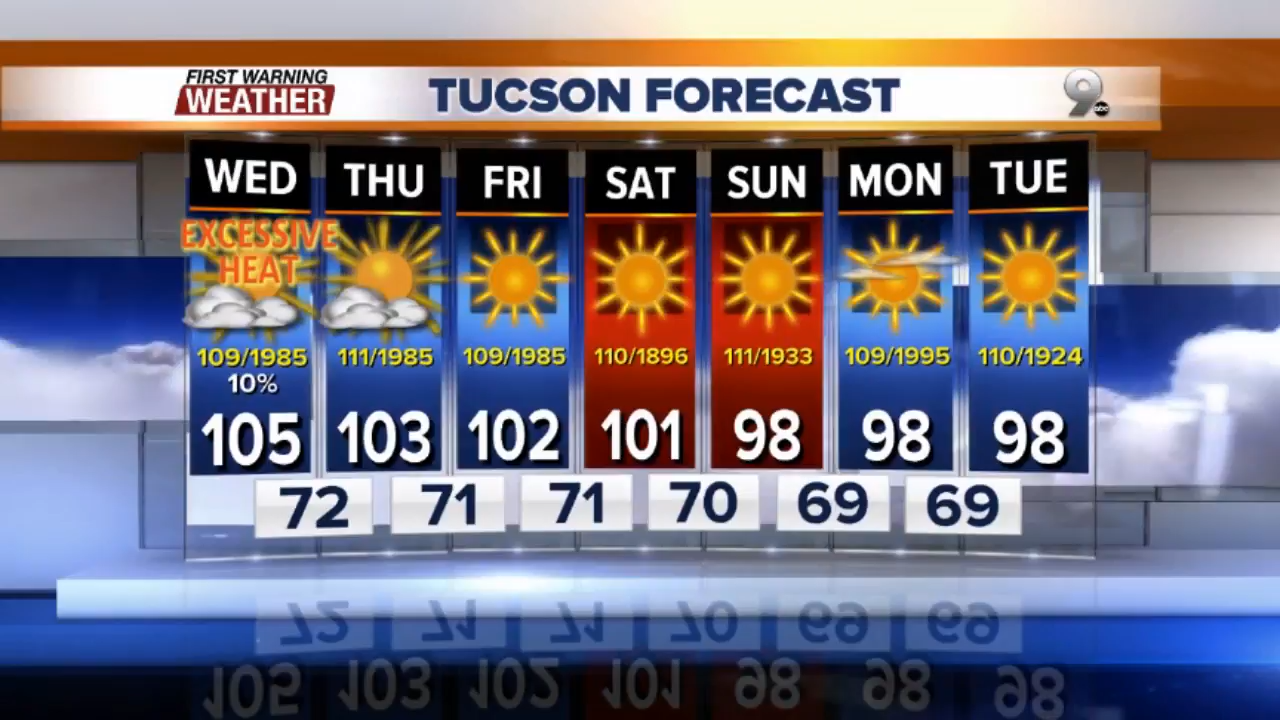 FIRST WARNING
WEATHER
TUCSON FORECAST
9
abc
WED THU FRI SAT SUN MON TUE
EXCESSIVE
HEAT
109/1985 111/1985 109/1985 110/1896 111/1933 109/1995 110/1924
10%
105 103 102 101 98 98 98
72 71 71 70 69 69